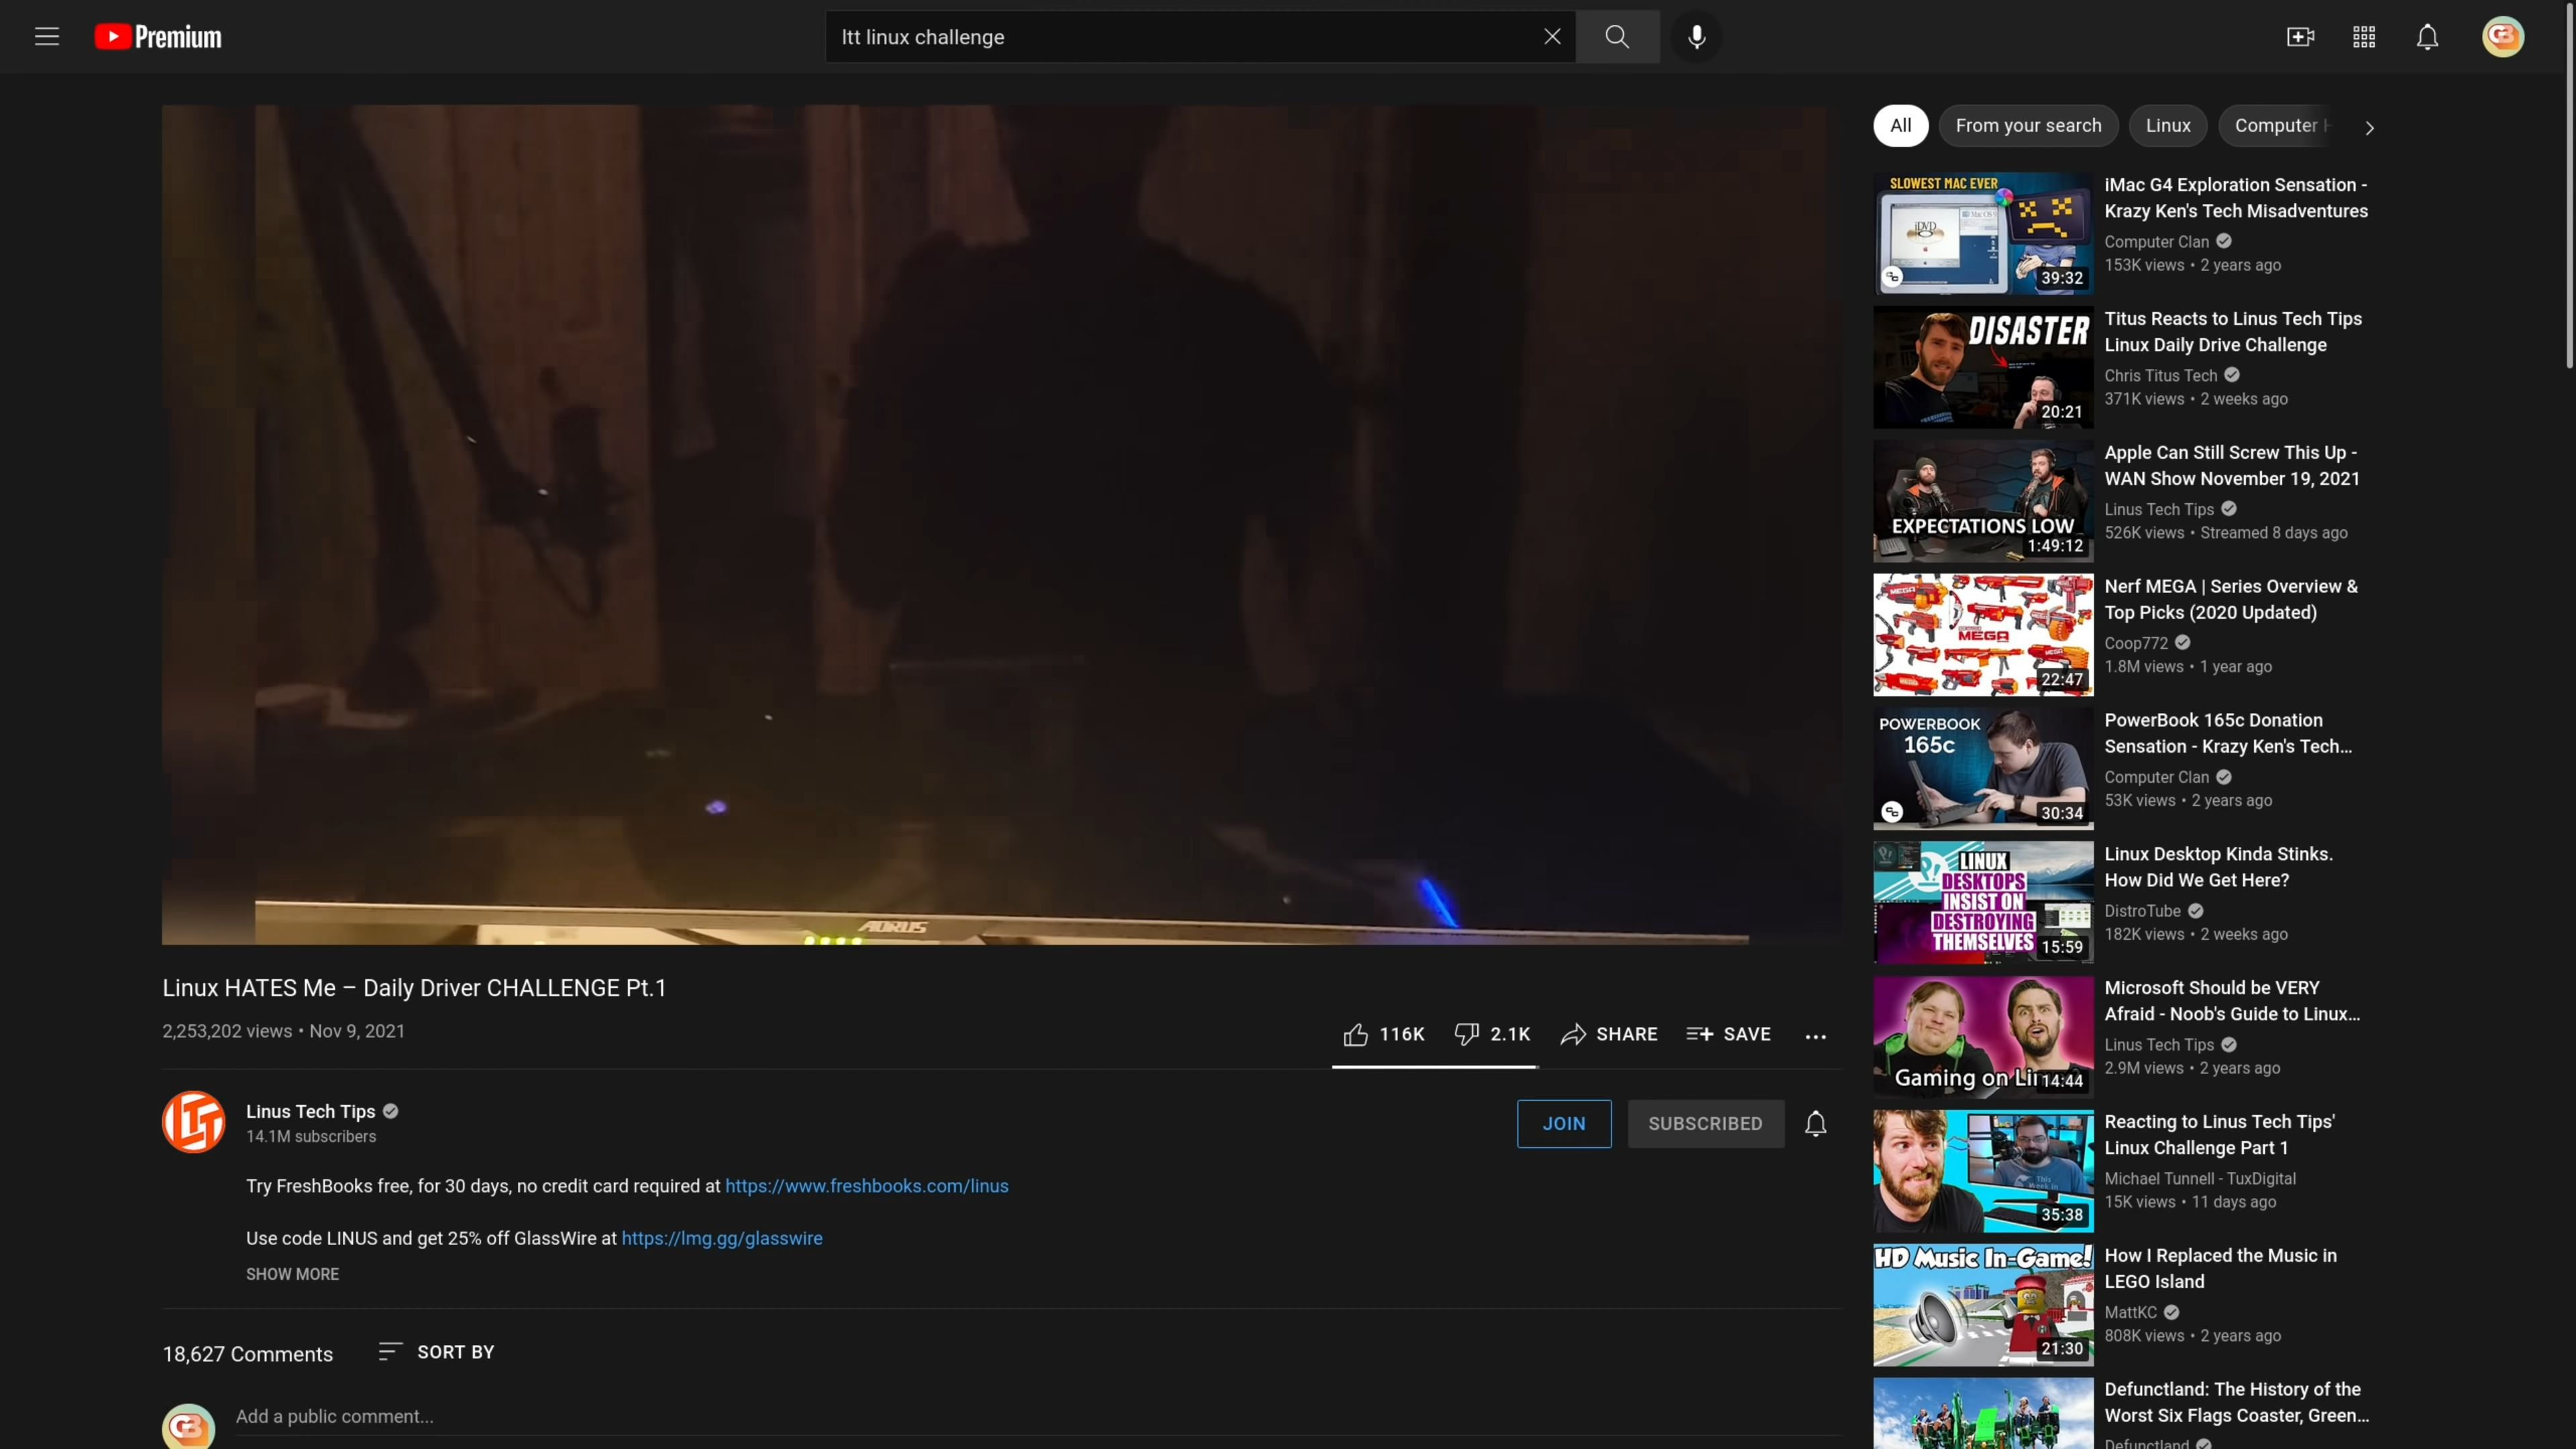 Premium
ltt linux challenge
AORUS
Linux HATES Me – Daily Driver CHALLENGE Pt.1
2,253,202 views • Nov 9, 2021
116K
2.1K
SHARE
SAVE
Linus Tech Tips
14.1M subscribers
JOIN
SUBSCRIBED
Try FreshBooks free, for 30 days, no credit card required at https://www.freshbooks.com/linus
Use code LINUS and get 25% off GlassWire at https://lmg.gg/glasswire
SHOW MORE
18,627 Comments
SORT BY
Add a public comment...
All
From your search
Linux
Computer
SLOWEST MAC EVER
39:32
iMac G4 Exploration Sensation -
Krazy Ken's Tech Misadventures
Computer Clan
153K views • 2 years ago
DISASTER
20:21
Titus Reacts to Linus Tech Tips
Linux Daily Drive Challenge
Chris Titus Tech
371K views • 2 weeks ago
EXPECTATIONS LOW
1:49:12
Apple Can Still Screw This Up -
WAN Show November 19, 2021
Linus Tech Tips
526K views • Streamed 8 days ago
MEGA
22:47
Nerf MEGA | Series Overview &
Top Picks (2020 Updated)
Coop772
1.8M views • 1 year ago
POWERBOOK
165c
30:34
PowerBook 165c Donation
Sensation - Krazy Ken's Tech...
Computer Clan
53K views • 2 years ago
LINUX
DESKTOPS
INSIST ON
DESTROYING
THEMSELVES
15:59
Linux Desktop Kinda Stinks.
How Did We Get Here?
DistroTube
182K views • 2 weeks ago
Gaming on Li
14:44
Microsoft Should be VERY
Afraid - Noob's Guide to Linux...
Linus Tech Tips
2.9M views • 2 years ago
35:38
Reacting to Linus Tech Tips'
Linux Challenge Part 1
Michael Tunnell - TuxDigital
15K views • 11 days ago
HD Music In-Game!
21:30
How I Replaced the Music in
LEGO Island
MattKC
808K views • 2 years ago
Defunctland: The History of the
Worst Six Flags Coaster, Green...
Defunctland